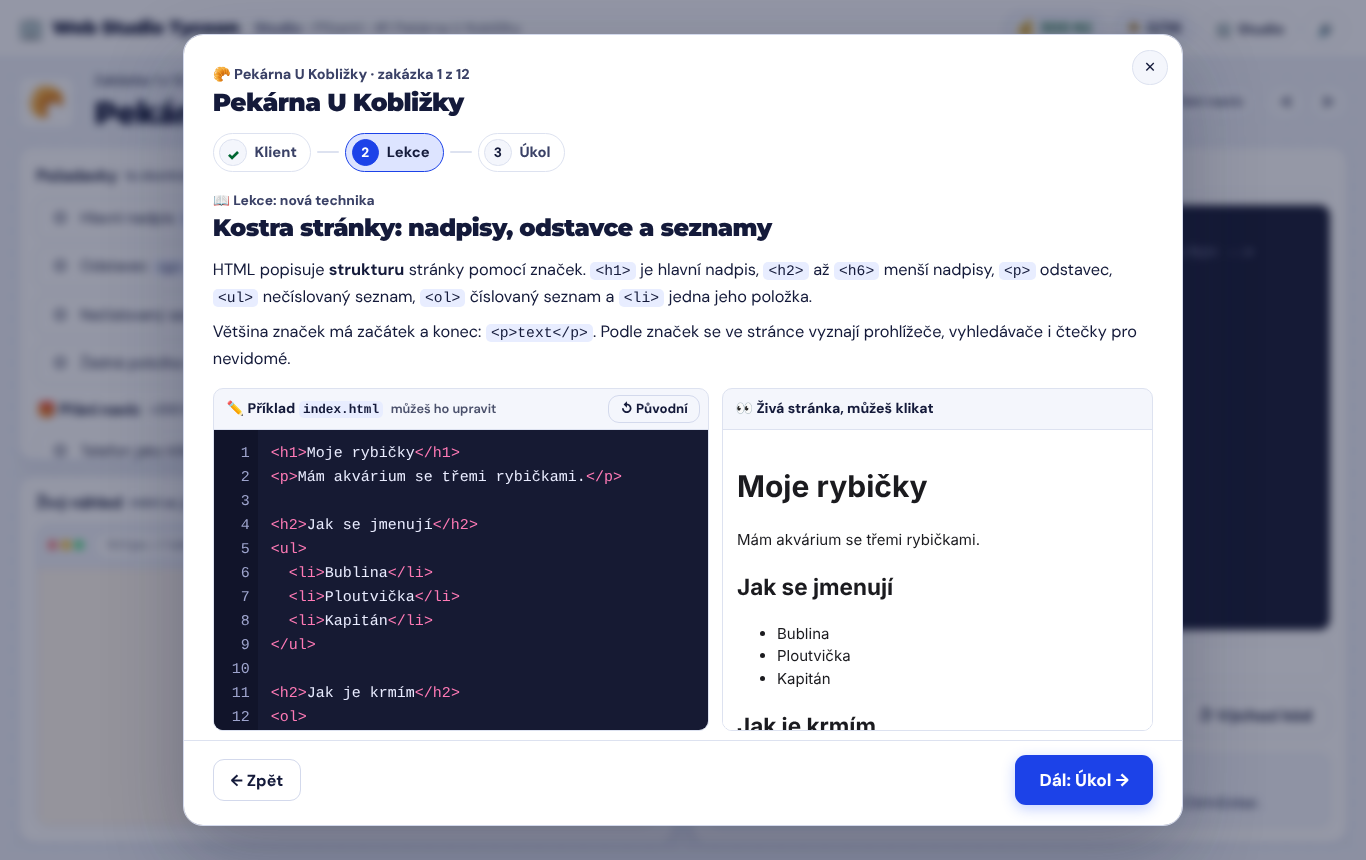 🥐 Pekárna U Kobližky · zakázka 1 z 12
Pekárna U Kobližky
✕
✓ Klient
2 Lekce
3 Úkol
📖 Lekce: nová technika
Kostra stránky: nadpisy, odstavce a seznamy
HTML popisuje strukturu stránky pomocí značek. <h1> je hlavní nadpis, <h2> až <h6> menší nadpisy, <p> odstavec,
<ul> nečíslovaný seznam, <ol> číslovaný seznam a <li> jedna jeho položka.
Většina značek má začátek a konec: <p>text</p>. Podle značek se ve stránce vyznají prohlížeče, vyhledávače i čtečky pro
nevidomé.
✏️ Příklad index.html můžeš ho upravit
↺ Původní
1 <h1>Moje rybičky</h1>
2 <p>Mám akvárium se třemi rybičkami.</p>
3
4 <h2>Jak se jmenují</h2>
5 <ul>
6 <li>Bublina</li>
7 <li>Ploutvička</li>
8 <li>Kapitán</li>
9 </ul>
10
11 <h2>Jak je krmím</h2>
12 <ol>
👀 Živá stránka, můžeš klikat
Moje rybičky
Mám akvárium se třemi rybičkami.
Jak se jmenují
• Bublina
• Ploutvička
• Kapitán
Jak je krmím
← Zpět
Dál: Úkol →